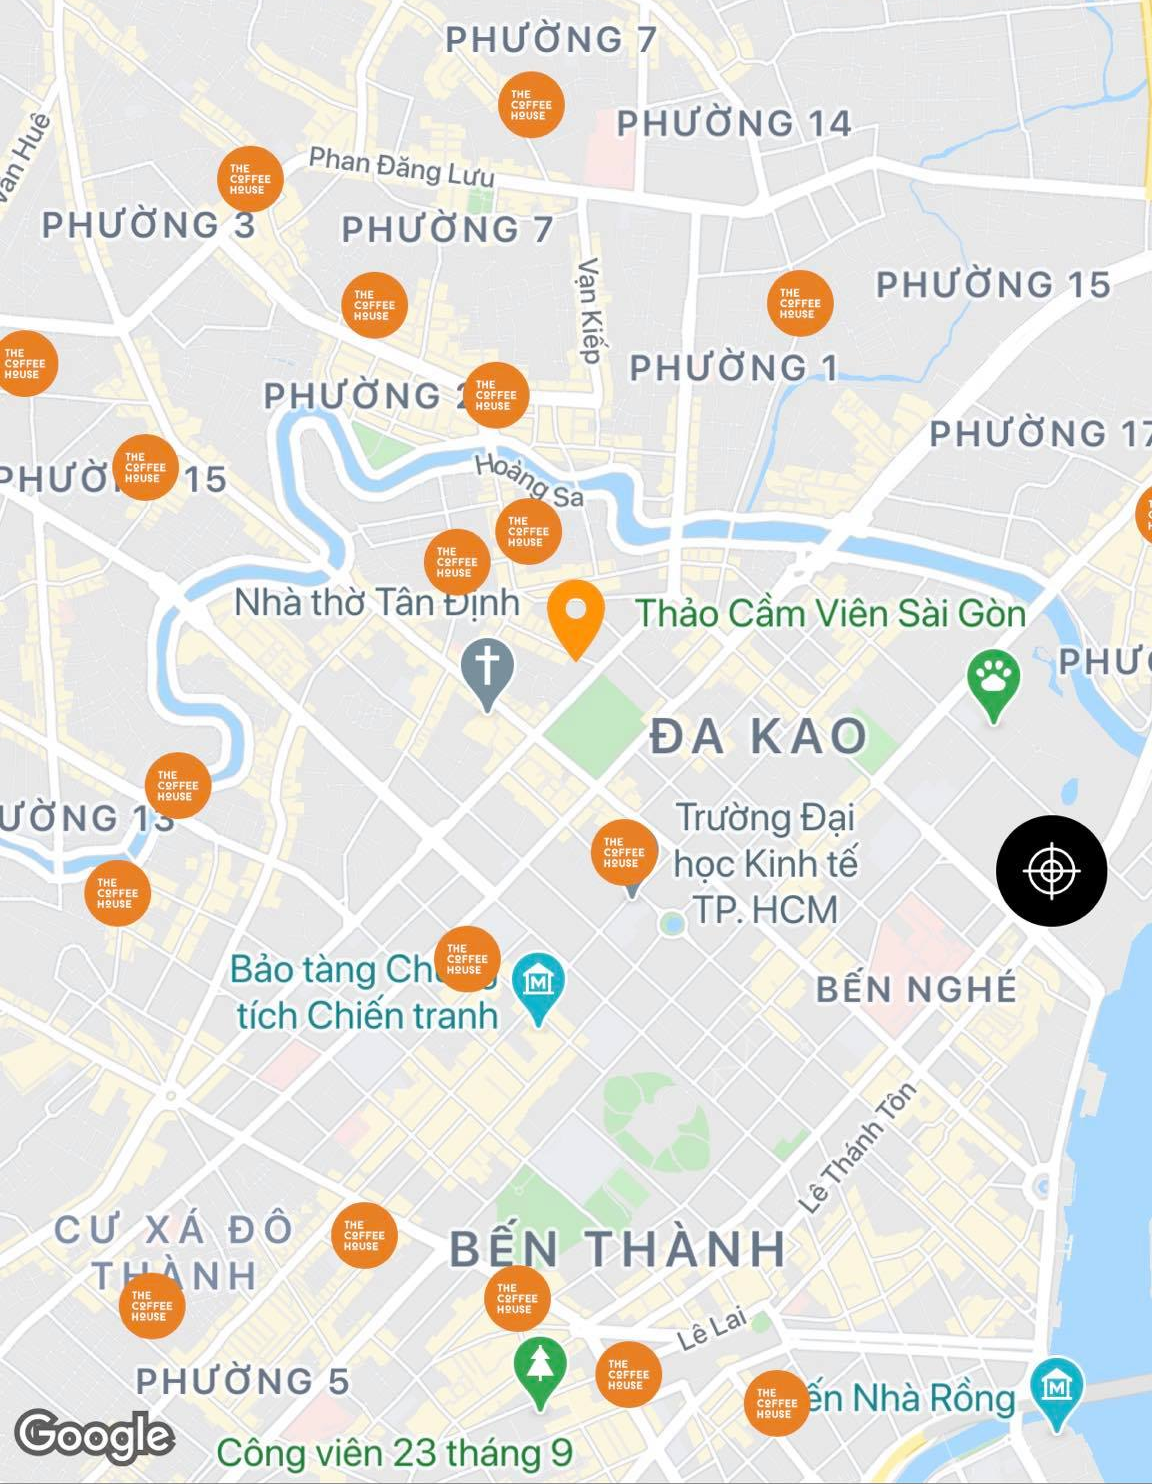 PHƯỜNG 7
THE
COFFEE
HOUSE
PHƯỜNG 14
Văn Huê
THE
COFFEE
HOUSE
Phan Đăng Lưu
PHƯỜNG 3
PHƯỜNG 7
Vạn Kiếp
PHƯỜNG 15
THE
COFFEE
HOUSE
THE
COFFEE
HOUSE
THE
COFFEE
HOUSE
PHƯỜNG 1
PHƯỜNG 2
THE
COFFEE
HOUSE
PHƯỜNG 17
PHƯỜ
THE
COFFEE
HOUSE
15
Hoàng Sa
THE
COFFEE
HOUSE
THE
COFFEE
HOUSE
Nhà thờ Tân Định
Thảo Cầm Viên Sài Gòn
PHƯ
ĐA KAO
THE
COFFEE
HOUSE
ƯỜNG 13
Trường Đại
học Kinh tế
TP. HCM
THE
COFFEE
HOUSE
THE
COFFEE
HOUSE
Bảo tàng Ch
THE
COFFEE
HOUSE
g
tích Chiến tranh
M
BẾN NGHÉ
Lê Thánh Tôn
CƯ XÁ ĐÔ
THÀNH
THE
COFFEE
HOUSE
BẾN THÀNH
THE
COFFEE
HOUSE
THE
COFFEE
HOUSE
Lê Lai
PHƯỜNG 5
THE
COFFEE
HOUSE
THE
COFFEE
HOUSE
ến Nhà Rồng
M
Google
Công viên 23 tháng 9